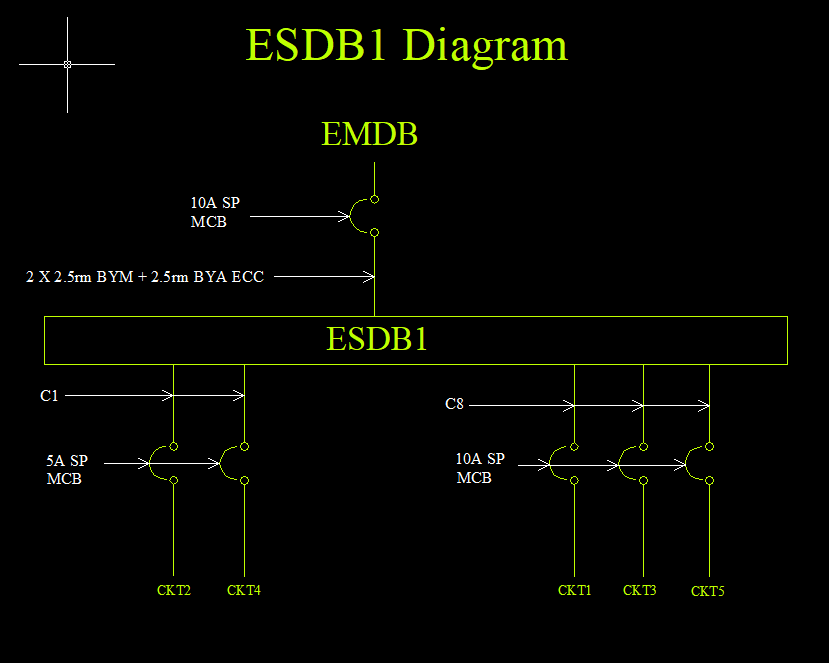 ESDB1 Diagram
EMDB
10A SP
MCB
2 X 2.5rm BYM + 2.5rm BYA ECC
ESDB1
C1
C8
5A SP
MCB
10A SP
MCB
CKT2
CKT4
CKT1
CKT3
CKT5